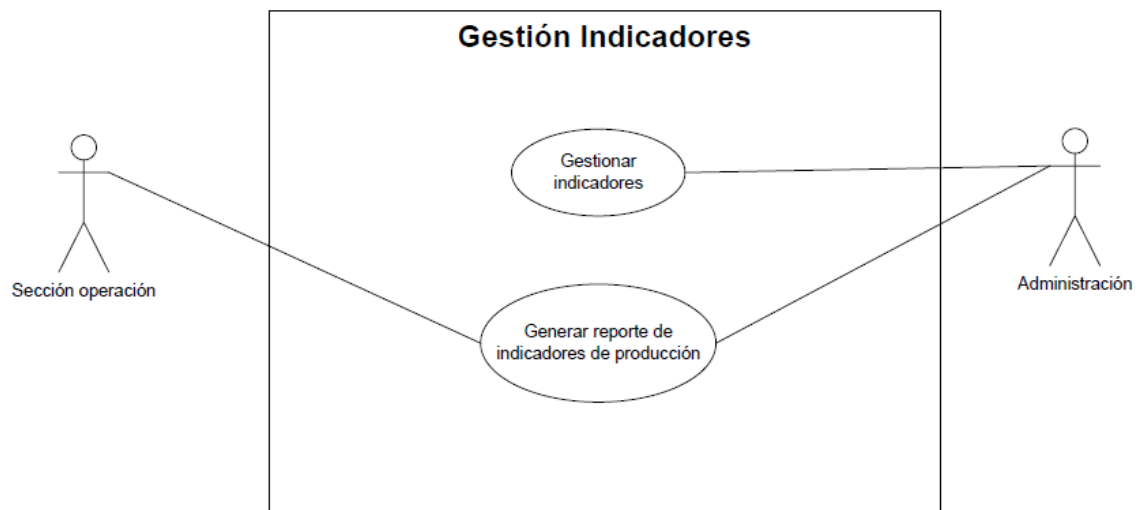 Gestión Indicadores
Gestionar
indicadores
Sección operación
Administración
Generar reporte de
indicadores de producción